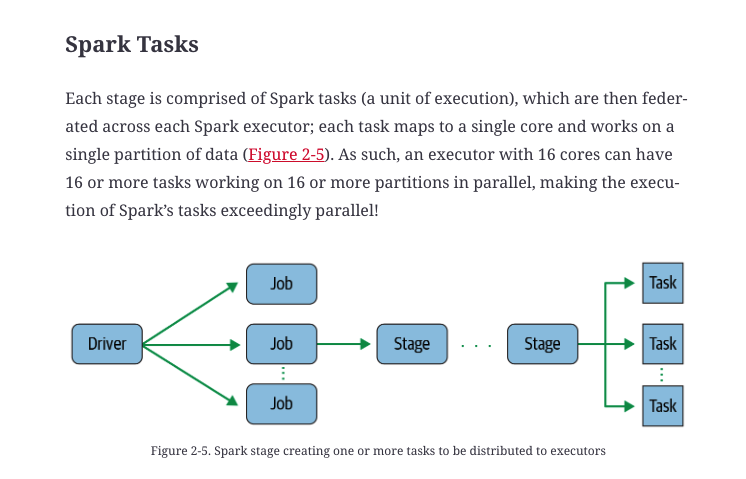 Spark Tasks
Each stage is comprised of Spark tasks (a unit of execution), which are then feder-
ated across each Spark executor; each task maps to a single core and works on a
single partition of data (Figure 2-5). As such, an executor with 16 cores can have
16 or more tasks working on 16 or more partitions in parallel, making the execu-
tion of Spark’s tasks exceedingly parallel!
Job
Task
Driver
Job
Stage
. . .
Stage
Task
Job
Task
Figure 2-5. Spark stage creating one or more tasks to be distributed to executors